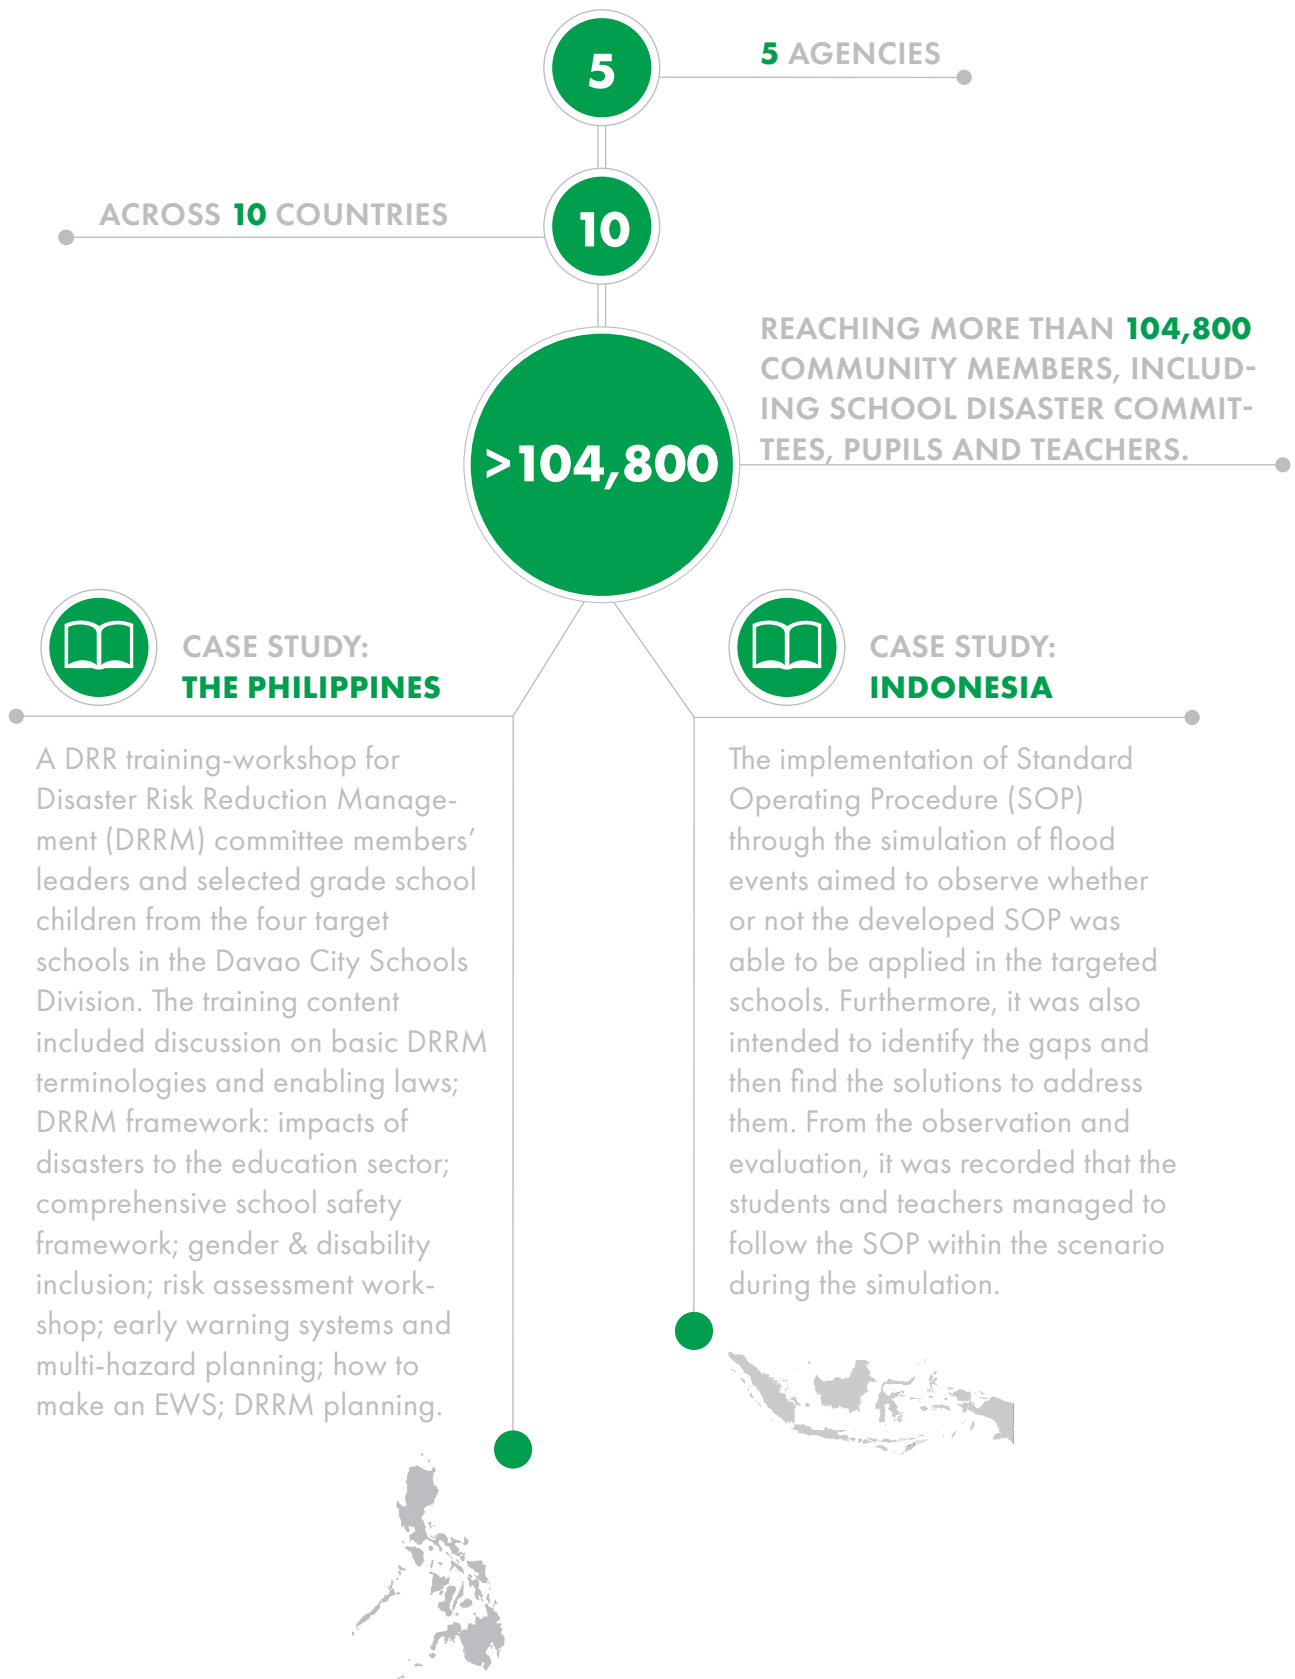 5
5 AGENCIES
ACROSS 10 COUNTRIES
10
REACHING MORE THAN 104,800
COMMUNITY MEMBERS, INCLUD-
ING SCHOOL DISASTER COMMIT-
TEES, PUPILS AND TEACHERS.
>104,800
CASE STUDY:
THE PHILIPPINES
A DRR training-workshop for
Disaster Risk Reduction Manage-
ment (DRRM) committee members’
leaders and selected grade school
children from the four target
schools in the Davao City Schools
Division. The training content
included discussion on basic DRRM
terminologies and enabling laws;
DRRM framework: impacts of
disasters to the education sector;
comprehensive school safety
framework; gender & disability
inclusion; risk assessment work-
shop; early warning systems and
multi-hazard planning; how to
make an EWS; DRRM planning.
CASE STUDY:
INDONESIA
The implementation of Standard
Operating Procedure (SOP)
through the simulation of flood
events aimed to observe whether
or not the developed SOP was
able to be applied in the targeted
schools. Furthermore, it was also
intended to identify the gaps and
then find the solutions to address
them. From the observation and
evaluation, it was recorded that the
students and teachers managed to
follow the SOP within the scenario
during the simulation.